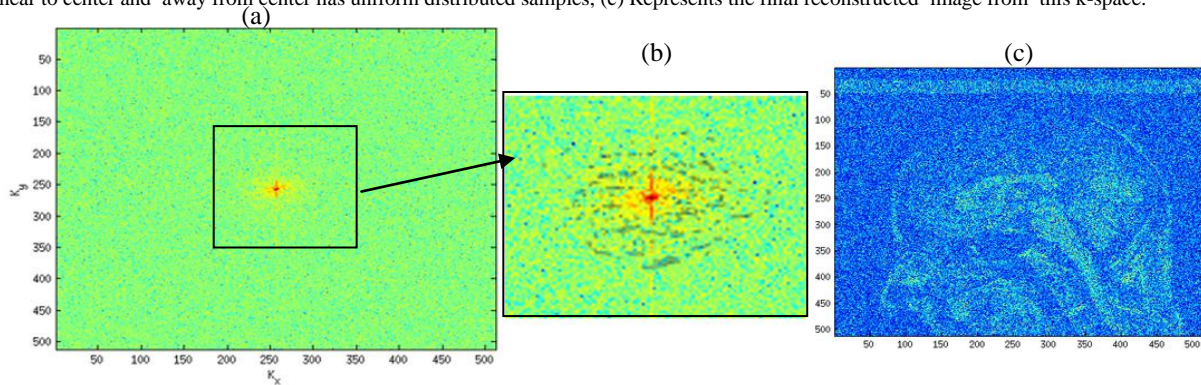 near to center and away from center has uniform distributed samples, (c) Represents the final reconstructed image from this k-space.
(a)
(b)
(c)
50
100
150
200
250
300
350
400
450
500
50 100 150 200 250 300 350 400 450 500
K_y
K_x
50
100
150
200
250
300
350
400
450
500
50 100 150 200 250 300 350 400 450 500